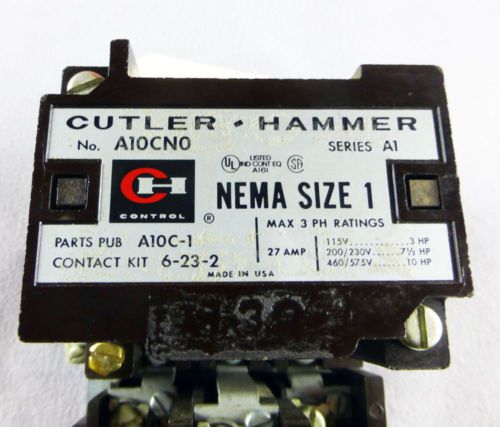 CUTLER • HAMMER
No. A10CN0 SERIES A1
UL LISTED IND CONT EQ A161 SA
CH CONTROL ®
NEMA SIZE 1
MAX 3 PH RATINGS
27 AMP
115V..........3 HP
200/230V.......7½ HP
460/575V.......10 HP
PARTS PUB A10C-1
CONTACT KIT 6-23-2
MADE IN USA